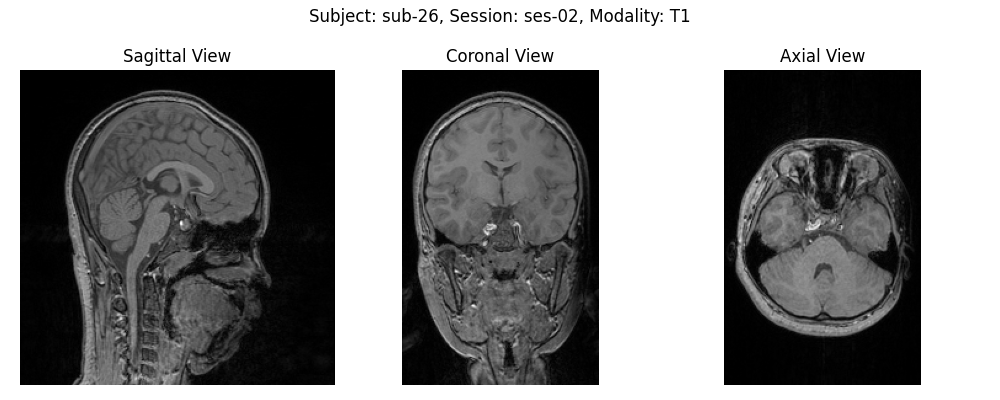 Subject: sub-26, Session: ses-02, Modality: T1
Sagittal View
Coronal View
Axial View